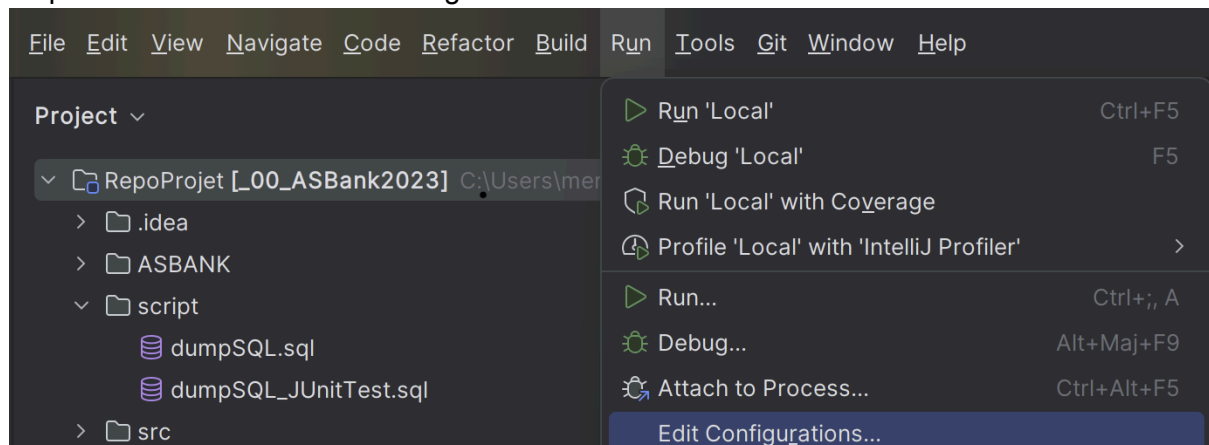 File Edit View Navigate Code Refactor Build Run Tools Git Window Help
Project
RepoProjet [_00_ASBank2023] C:\Users\mer
.idea
ASBANK
script
dumpSQL.sql
dumpSQL_JUnitTest.sql
src
Run 'Local' Ctrl+F5
Debug 'Local' F5
Run 'Local' with Coverage
Profile 'Local' with 'IntelliJ Profiler'
Run... Ctrl+;, A
Debug... Alt+Maj+F9
Attach to Process... Ctrl+Alt+F5
Edit Configurations...